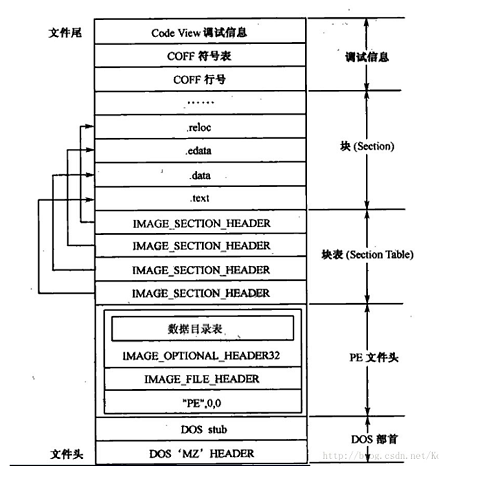 文件尾
Code View 调试信息
COFF 符号表
COFF 行号
调试信息
……
.reloc
.edata
.data
.text
块 (Section)
IMAGE_SECTION_HEADER
IMAGE_SECTION_HEADER
IMAGE_SECTION_HEADER
IMAGE_SECTION_HEADER
块表 (Section Table)
数据目录表
IMAGE_OPTIONAL_HEADER32
IMAGE_FILE_HEADER
"PE",0,0
PE 文件头
DOS stub
DOS 'MZ' HEADER
DOS 部首
文件头
http://blog.csdn.net/